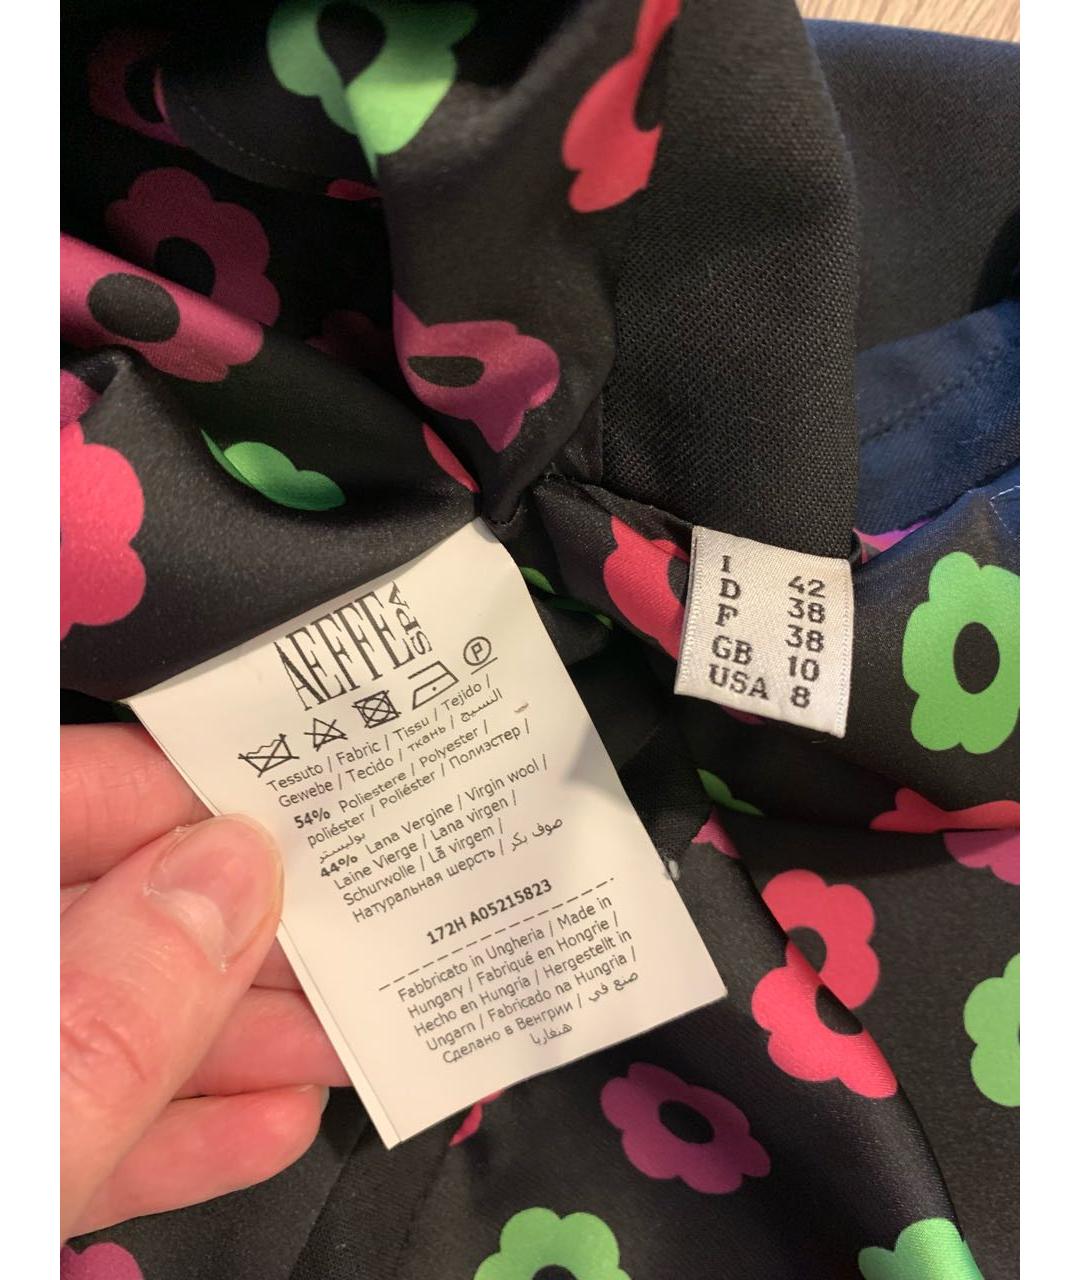 AEFFE
SPA
P
Tessuto / Fabric / Tissu / Tejido /
Gewebe / Tecido / ткань / النسيج
54% Poliestere / Polyester /
poliéster / Poliéster / Полиэстер /
بوليستر
44% Lana Vergine / Virgin wool /
Laine Vierge / Lana virgen /
Schurwolle / Lã virgem /
Натуральная шерсть / صوف بكر
172H A05215823
Fabbricato in Ungheria / Made in
Hungary / Fabriqué en Hongrie /
Hecho en Hungría / Hergestellt in
Ungarn / Fabricado na Hungria /
Сделано в Венгрии / صنع في
هنغاريا
I 42
D 38
F 38
GB 10
USA 8